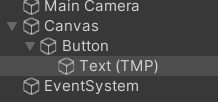 Main Camera
Canvas
Button
Text (TMP)
EventSystem